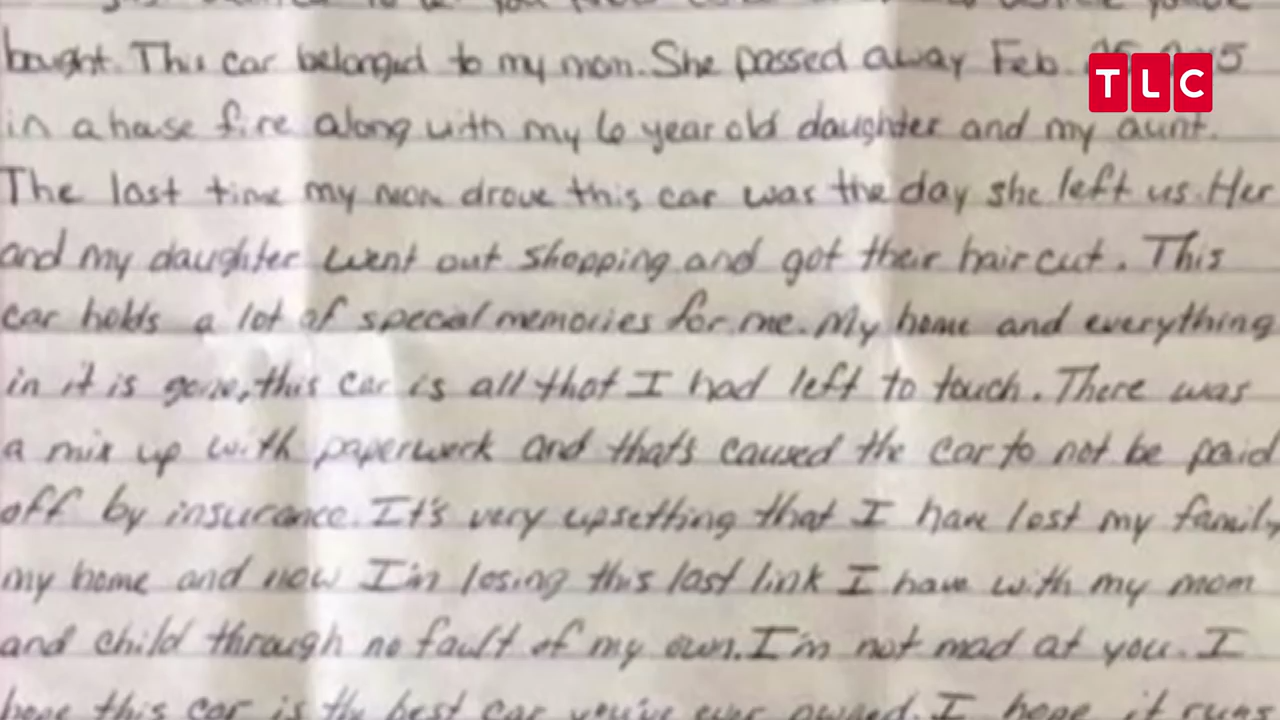 bought. This car belonged to my mom. She passed away Feb.
TLC
in a house fire along with my 6 year old daughter and my aunt.
The last time my mom drove this car was the day she left us. Her
and my daughter went out shopping and got their hair cut. This
car holds a lot of special memories for me. My home and everything
in it is gone, this car is all that I had left to touch. There was
a mix up with paperwork and that's caused the car to not be paid
off by insurance. It's very upsetting that I have lost my family
my home and now I'm losing this last link I have with my mom
and child through no fault of my own. I'm not mad at you. I
hope this car is the best car you've ever owned. I hope it runs